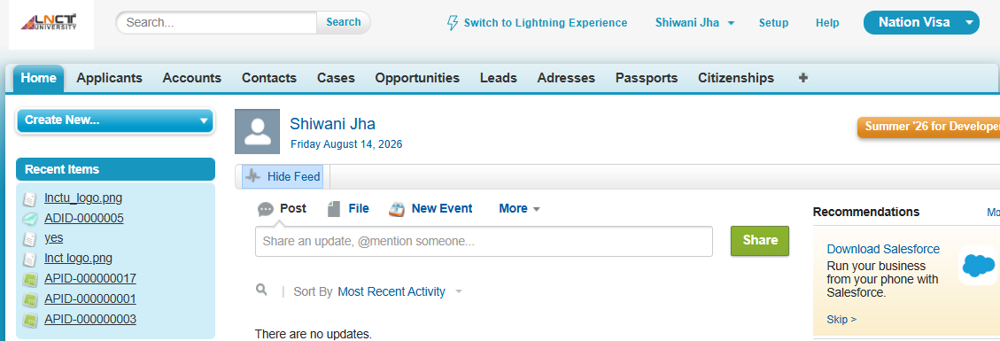 LNCT
UNIVERSITY
Search...
Search
Switch to Lightning Experience
Shiwani Jha
Setup
Help
Nation Visa
Home
Applicants
Accounts
Contacts
Cases
Opportunities
Leads
Adresses
Passports
Citizenships
+
Create New...
Shiwani Jha
Friday August 14, 2026
Summer '26 for Developer
Recent Items
lnctu_logo.png
ADID-0000005
yes
lnct logo.png
APID-000000017
APID-000000001
APID-000000003
Hide Feed
Post
File
New Event
More
Share an update, @mention someone...
Share
Sort By Most Recent Activity
There are no updates.
Recommendations
Mo
Download Salesforce
Run your business
from your phone with
Salesforce.
Skip >